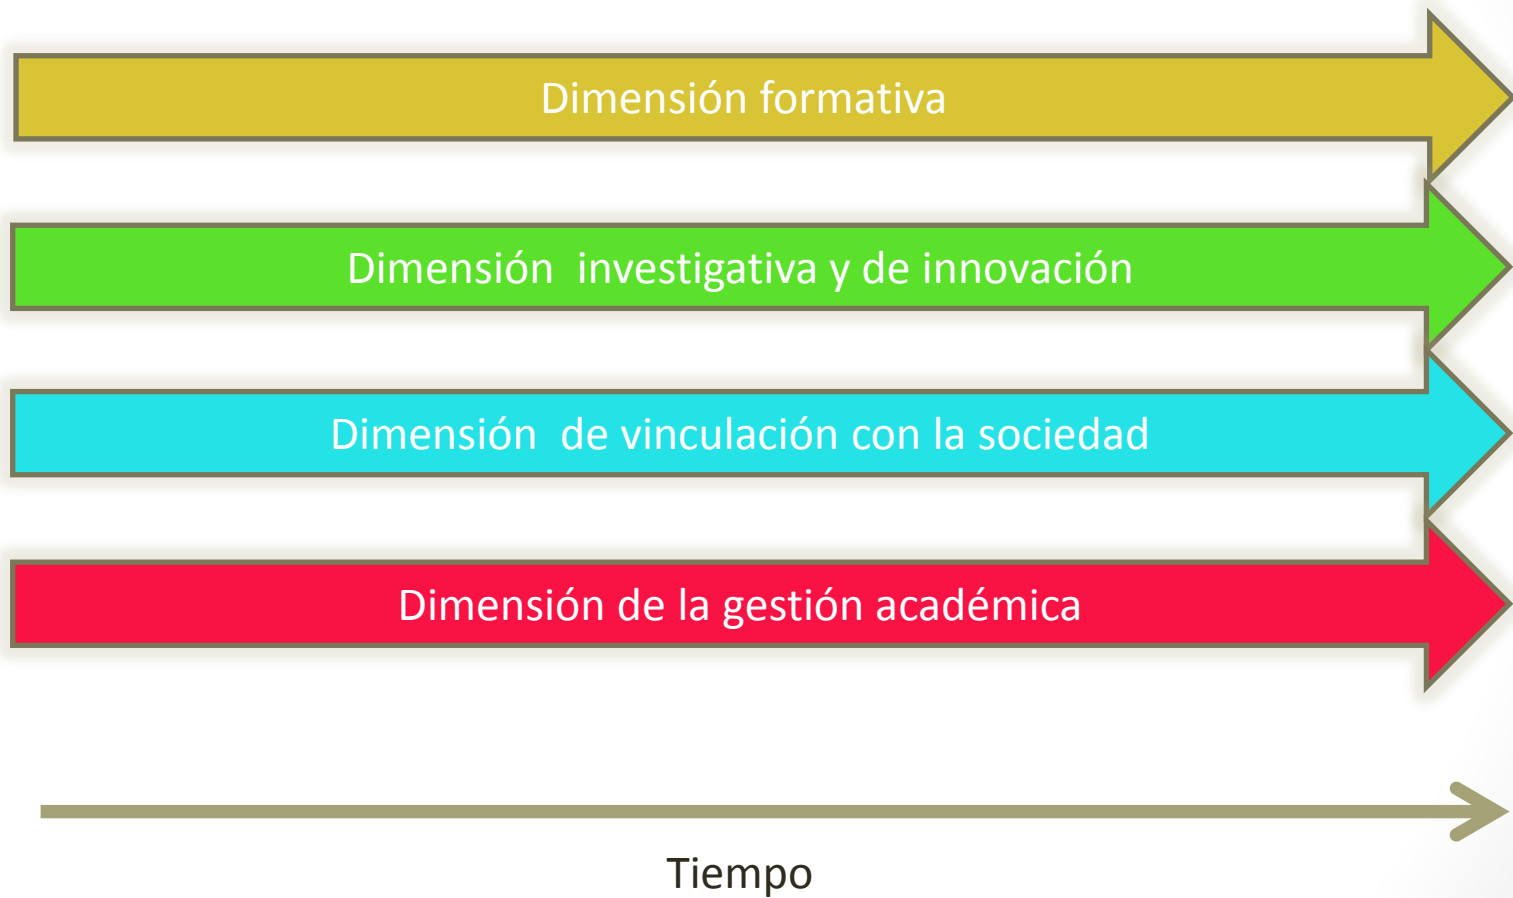 Dimensión formativa
Dimensión  investigativa y de innovación
Dimensión  de vinculación con la sociedad
Dimensión de la gestión académica
Tiempo